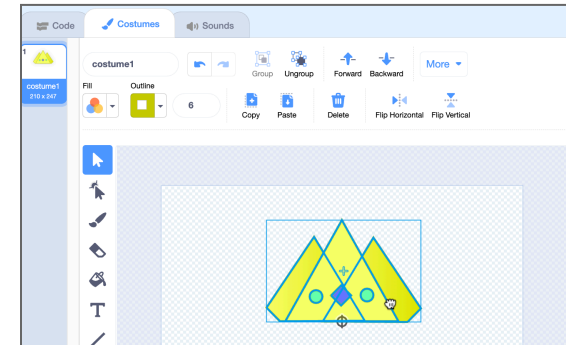 Code Costumes Sounds
1
costume1
210 x 247
costume1
Group Ungroup Forward Backward More
Fill Outline
6
Copy Paste Delete Flip Horizontal Flip Vertical
T